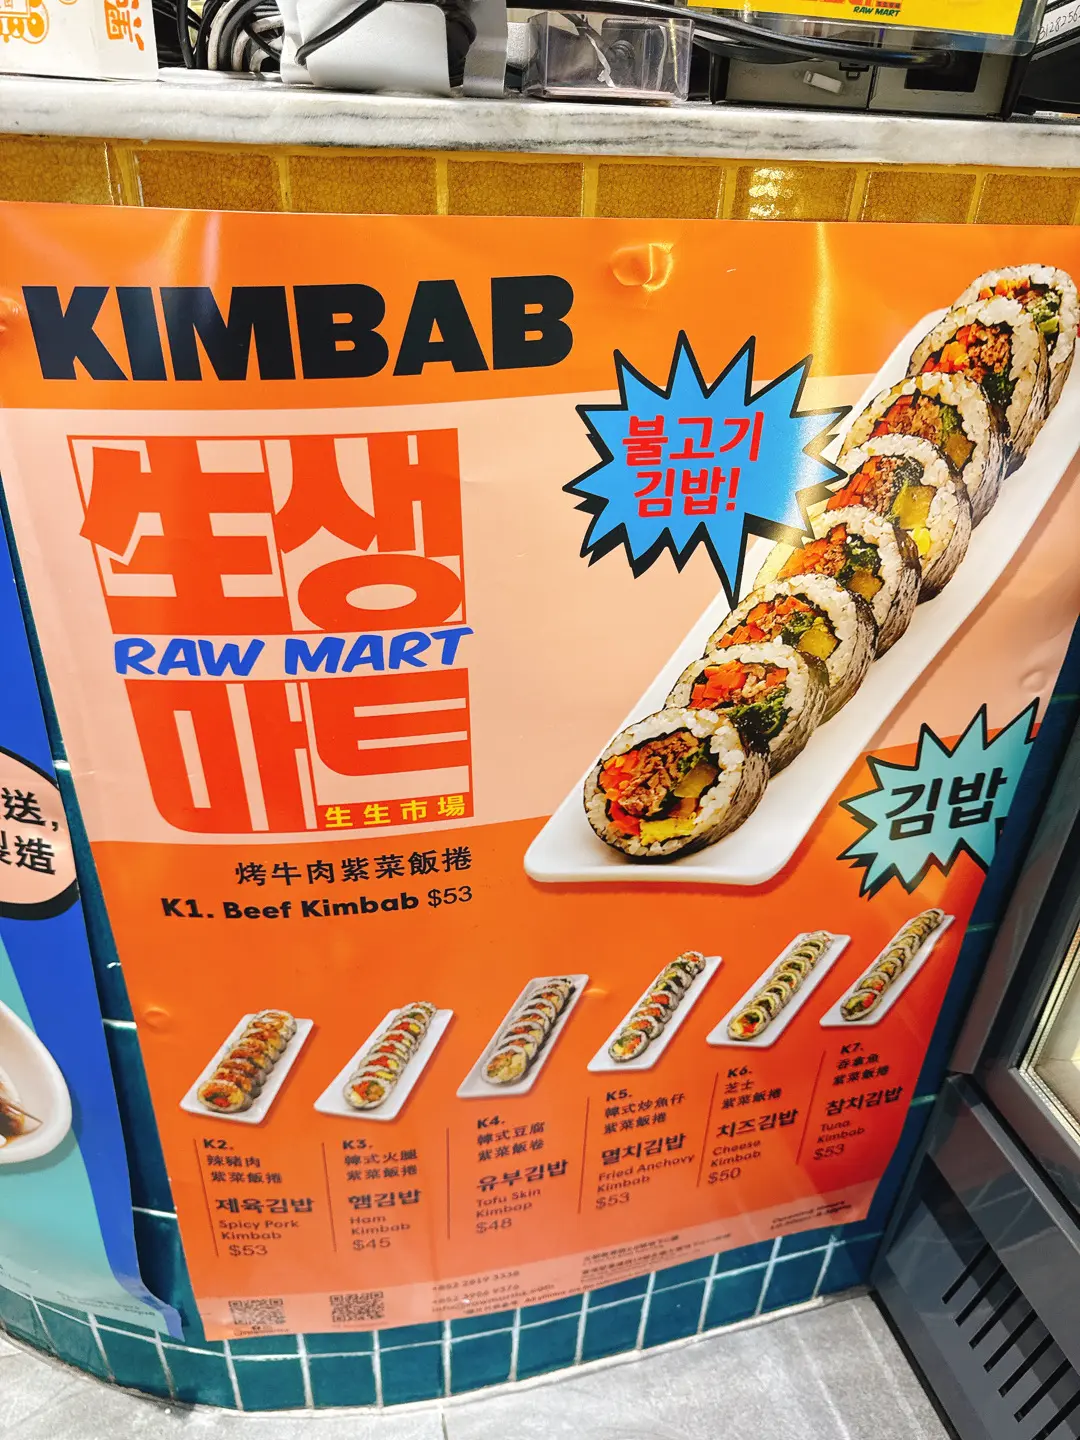 RAW MART
KIMBAB
生 생
RAW MART
마트
生生市場
불고기
김밥!
김밥
送,
造
烤牛肉紫菜飯捲
K1. Beef Kimbab $53
K2.
辣豬肉
紫菜飯捲
제육김밥
Spicy Pork
Kimbab
$53
K3.
韓式火腿
紫菜飯捲
햄김밥
Ham
Kimbab
$45
K4.
韓式豆腐
紫菜飯卷
유부김밥
Tofu Skin
Kimbap
$48
K5.
韓式炒魚仔
紫菜飯捲
멸치김밥
Fried Anchovy
Kimbab
$53
K6.
芝士
紫菜飯捲
치즈김밥
Cheese
Kimbab
$50
K7.
吞拿魚
紫菜飯捲
참치김밥
Tuna
Kimbab
$53
Opening Hours